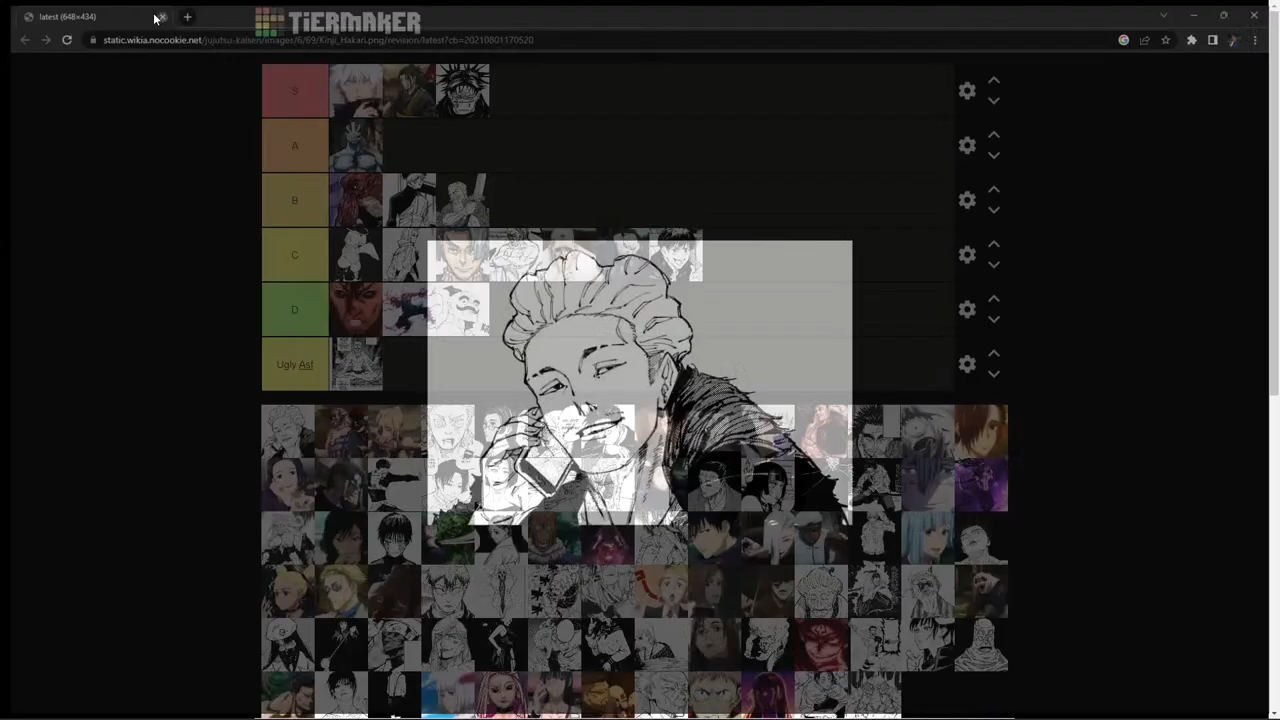 latest (648×434)
TiERMAKER
static.wikia.nocookie.net/jujutsu-kaisen/images/6/69/Kinji_Hakari.png/revision/latest?cb=20210801170520
S
A
B
C
D
Ugly Asf